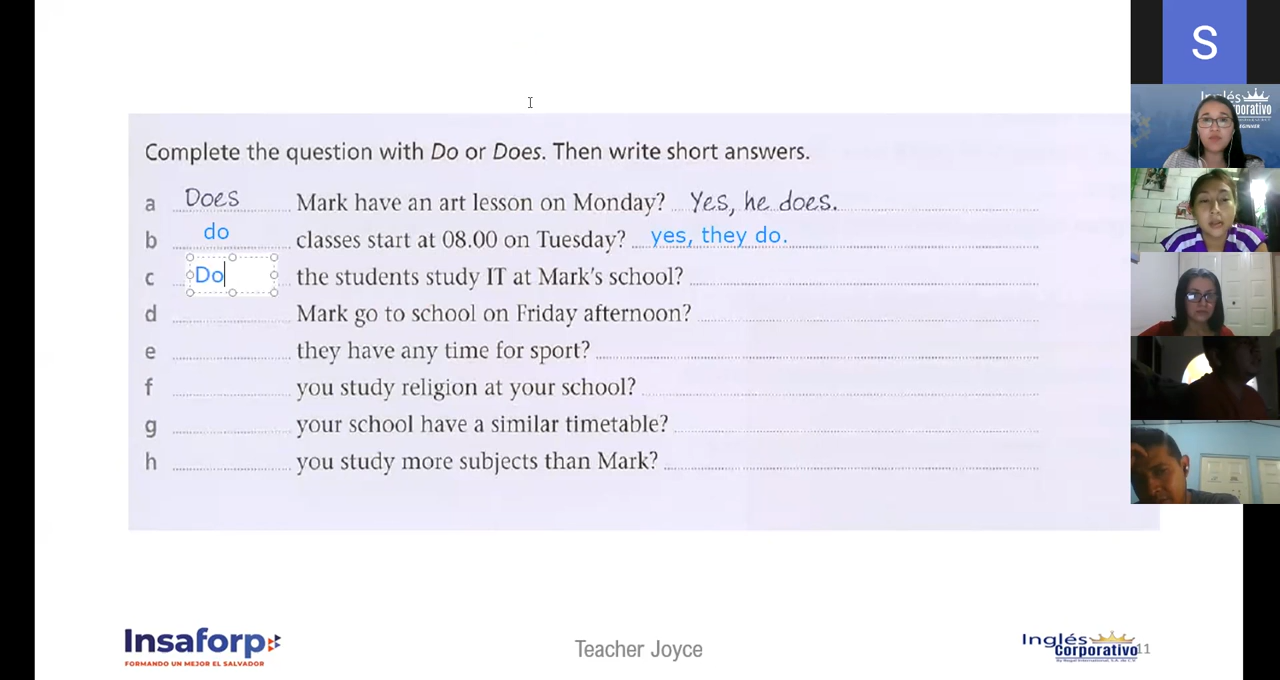 S
Inglés
Corporativo
Complete the question with Do or Does. Then write short answers.
a Does Mark have an art lesson on Monday? Yes, he does.
b do classes start at 08.00 on Tuesday? yes, they do.
c Do the students study IT at Mark's school?
d Mark go to school on Friday afternoon?
e they have any time for sport?
f you study religion at your school?
g your school have a similar timetable?
h you study more subjects than Mark?
Insaforp
FORMANDO UN MEJOR EL SALVADOR
Teacher Joyce
Inglés
Corporativo
11